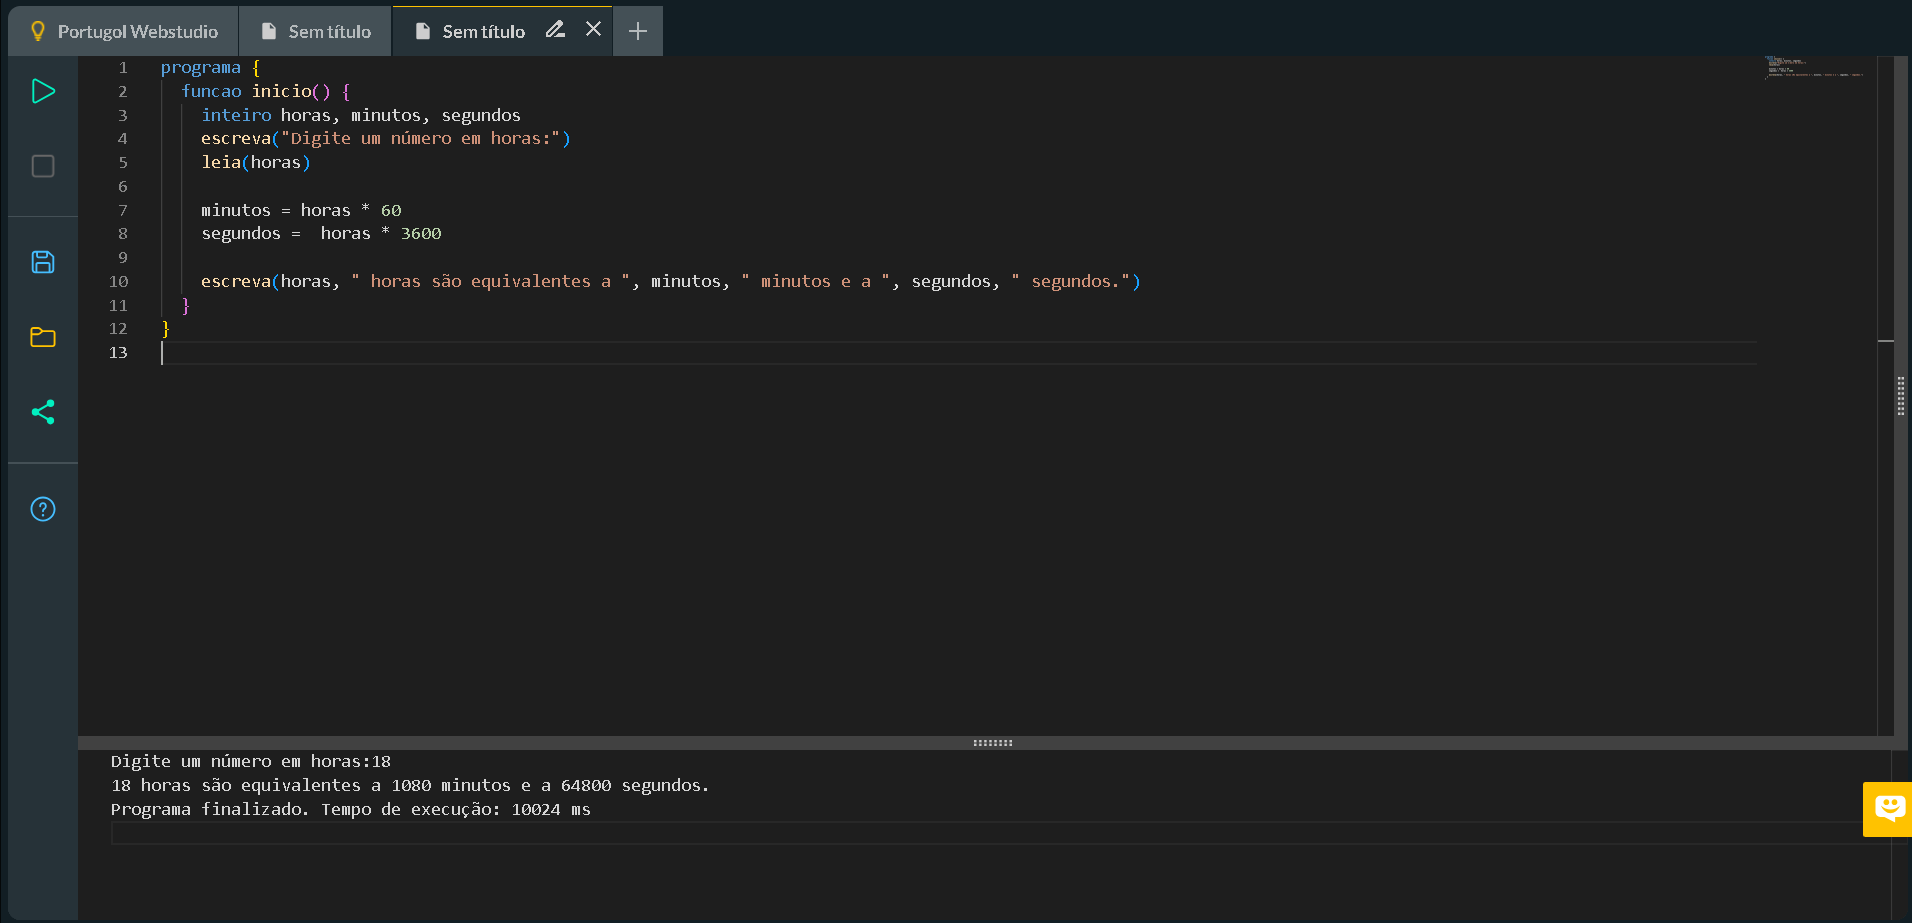 Portugol Webstudio
Sem título
Sem título
1 programa {
2 funcao inicio() {
3 inteiro horas, minutos, segundos
4 escreva("Digite um número em horas:")
5 leia(horas)
6
7 minutos = horas * 60
8 segundos =  horas * 3600
9
10 escreva(horas, " horas são equivalentes a ", minutos, " minutos e a ", segundos, " segundos.")
11 }
12 }
13
Digite um número em horas:18
18 horas são equivalentes a 1080 minutos e a 64800 segundos.
Programa finalizado. Tempo de execução: 10024 ms